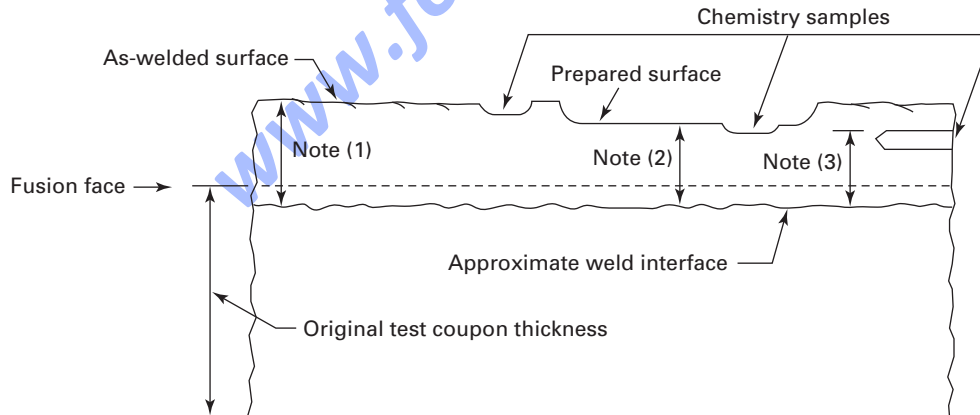 Chemistry samples
As-welded surface
Prepared surface
Note (1)
Note (2)
Note (3)
Fusion face
Approximate weld interface
Original test coupon thickness